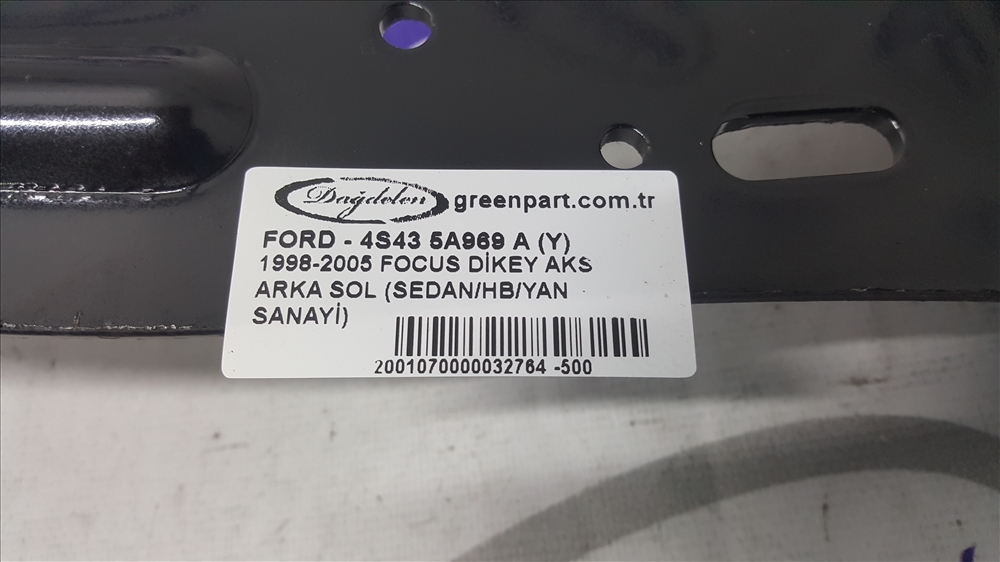 Dağdelen greenpart.com.tr
FORD - 4S43 5A969 A (Y)
1998-2005 FOCUS DİKEY AKS
ARKA SOL (SEDAN/HB/YAN
SANAYİ)
2001070000032764 -500